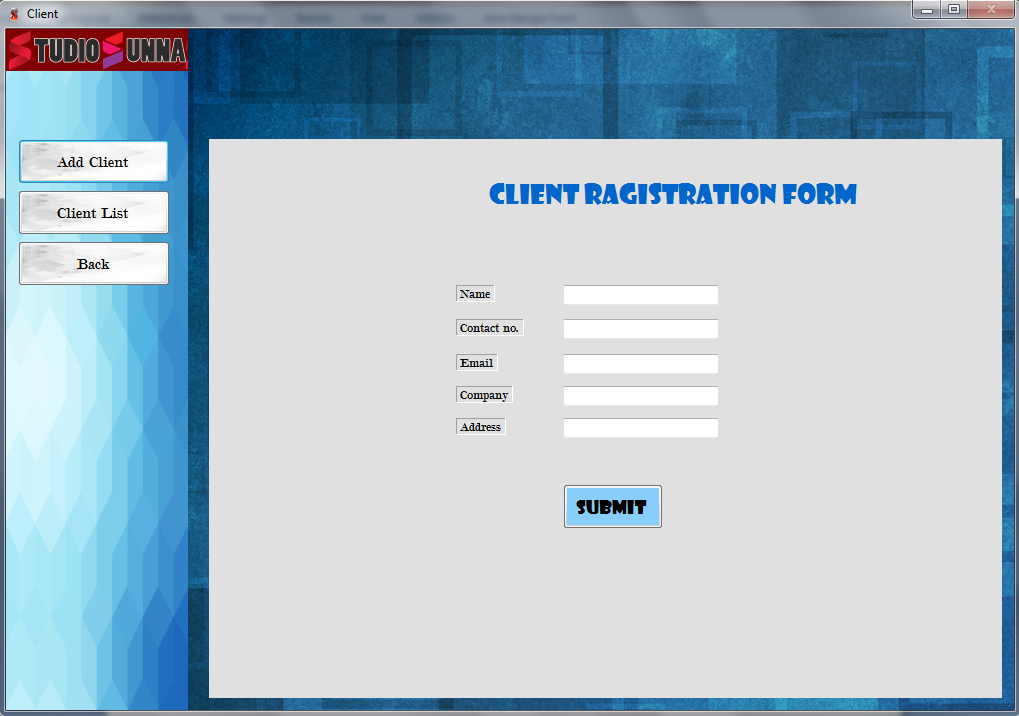 Client
STUDIO SUNNA
Add Client
Client List
Back
CLIENT RAGISTRATION FORM
Name
Contact no.
Email
Company
Address
SUBMIT